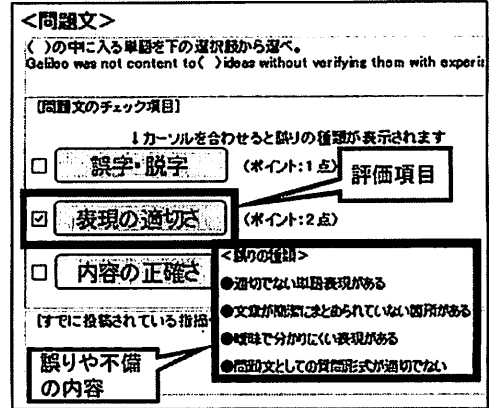 ＜問題文＞
( )の中に入る単語を下の選択肢から選べ。
Galileo was not content to( )ideas without verifying them with experi
[問題文のチェック項目]
↓カーソルを合わせると誤りの種類が表示されます
誤字・脱字 (ポイント:1点)
評価項目
表現の適切さ (ポイント:2点)
内容の正確さ
＜誤りの種類＞
●適切でない単語表現がある
●文章が簡潔にまとめられていない箇所がある
●曖昧で分かりにくい表現がある
●問題文としての質問形式が適切でない
[すでに投稿されている指摘
誤りや不備
の内容